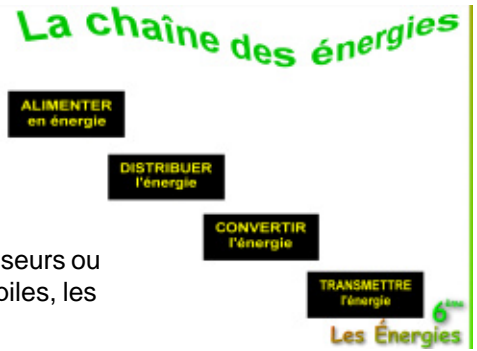 La chaîne des énergies
ALIMENTER
en énergie
DISTRIBUER
l'énergie
CONVERTIR
l'énergie
seurs ou
oiles, les
TRANSMETTRE
l'énergie
6ème
Les Énergies